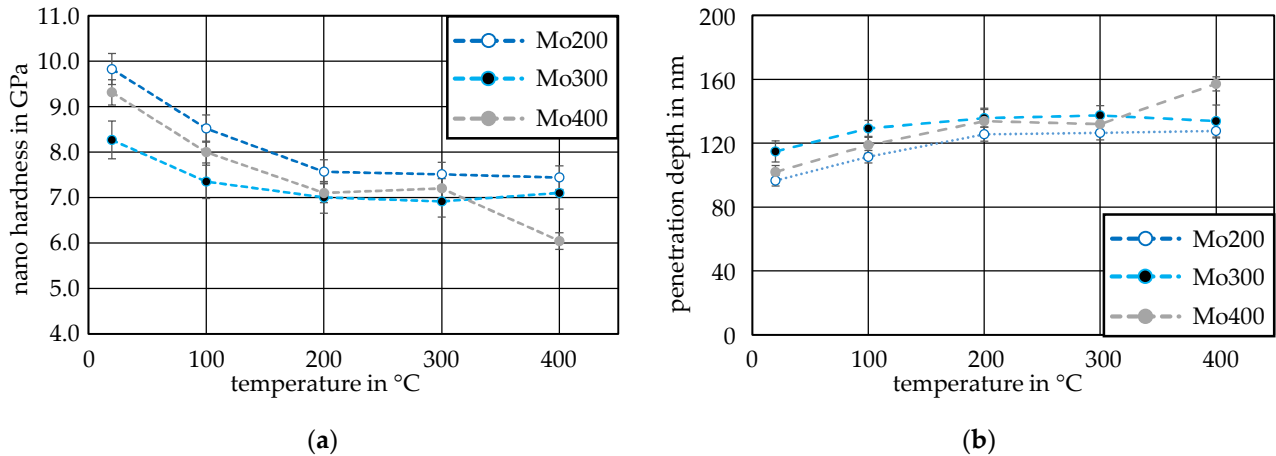 nano hardness in GPa
11.0
10.0
9.0
8.0
7.0
6.0
5.0
4.0
0 100 200 300 400
temperature in °C
Mo200
Mo300
Mo400
(a)
penetration depth in nm
200
160
120
80
40
0
0 100 200 300 400
temperature in °C
Mo200
Mo300
Mo400
(b)